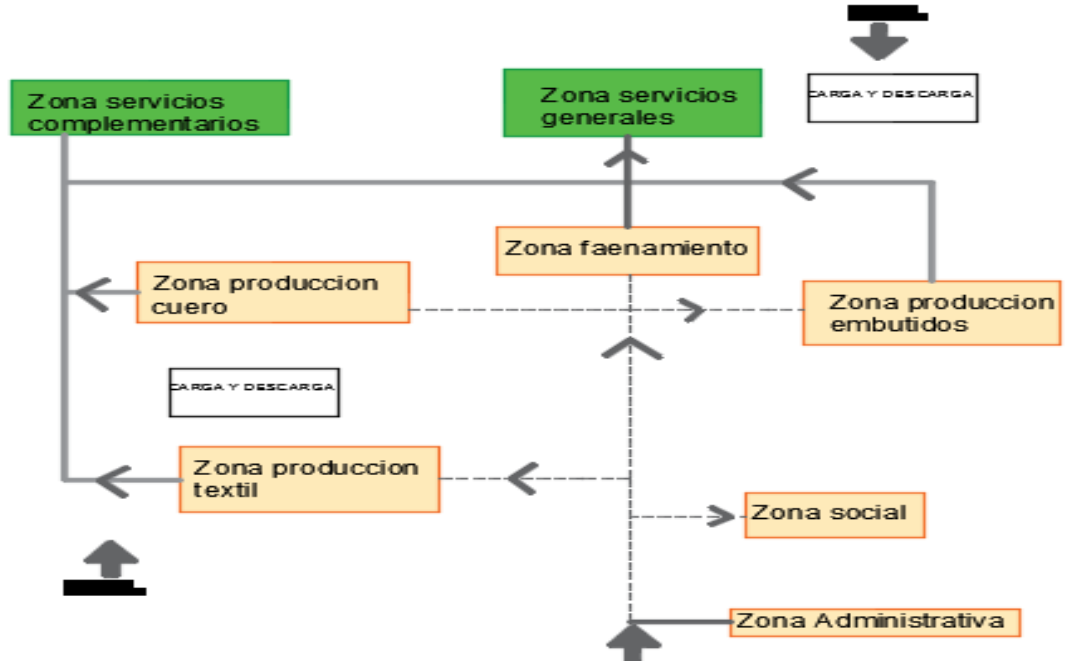 CARGA Y DESCARGA
Zona servicios
complementarios
Zona servicios
generales
Zona faenamiento
Zona produccion
cuero
Zona produccion
embutidos
CARGA Y DESCARGA
Zona produccion
textil
Zona social
Zona Administrativa